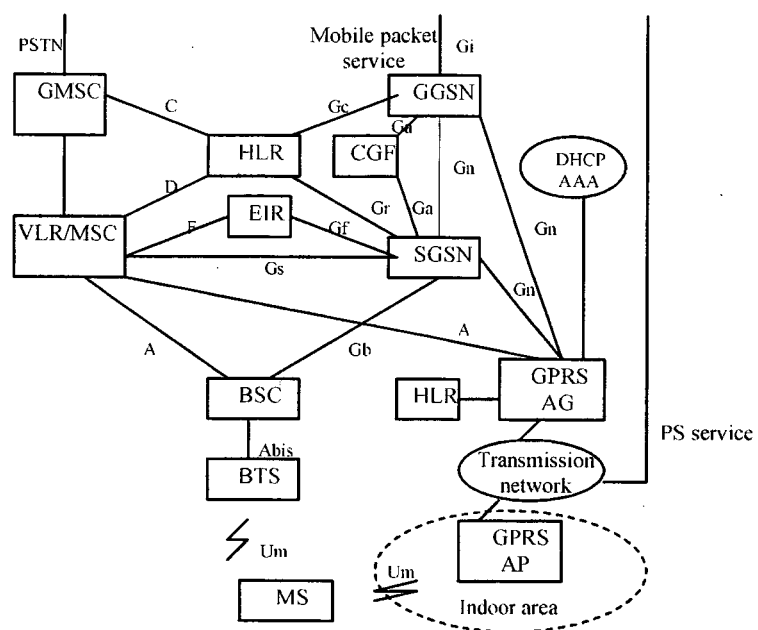 PSTN
Mobile packet
service
Gi
GMSC
GGSN
C
Gc
Ga
HLR
CGF
DHCP
AAA
Gn
D
EIR
Gr
Ga
VLR/MSC
F
Gf
SGSN
Gn
Gs
Gn
A
A
Gb
GPRS
AG
BSC
HLR
PS service
Abis
BTS
Transmission
network
GPRS
AP
Um
Um
MS
Indoor area